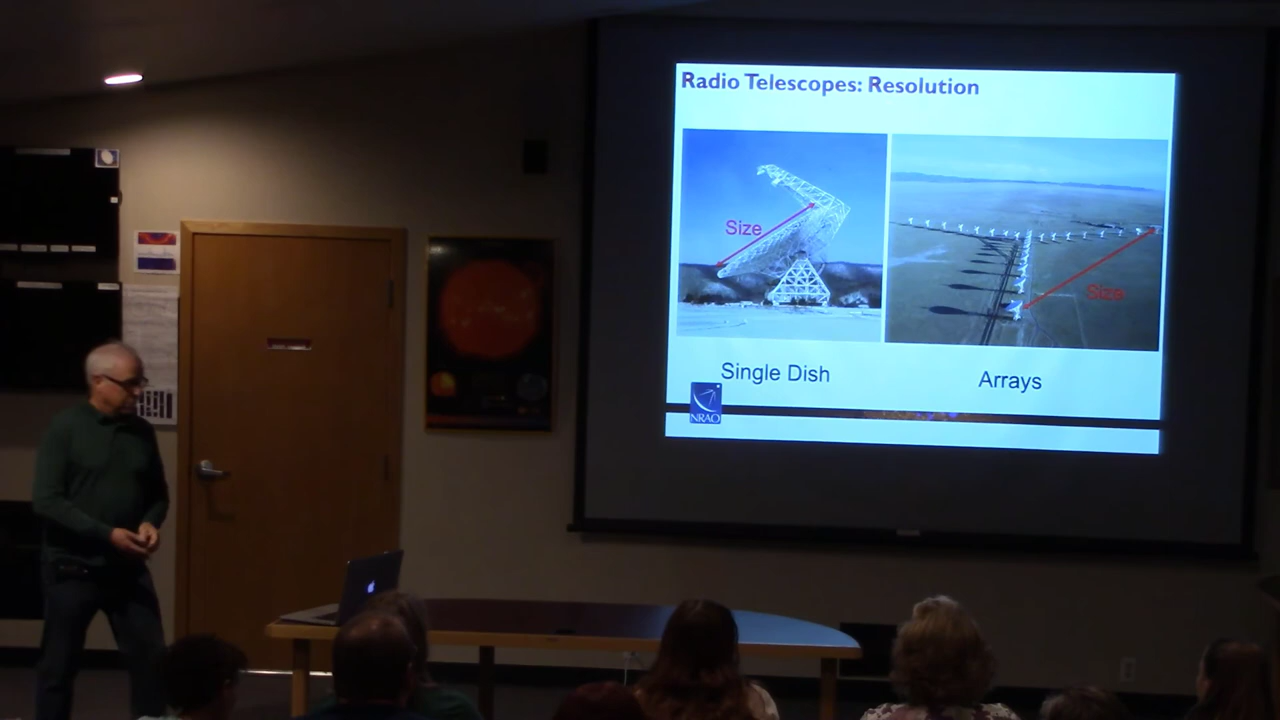 Radio Telescopes: Resolution
Size
Size
Single Dish
Arrays
NRAO